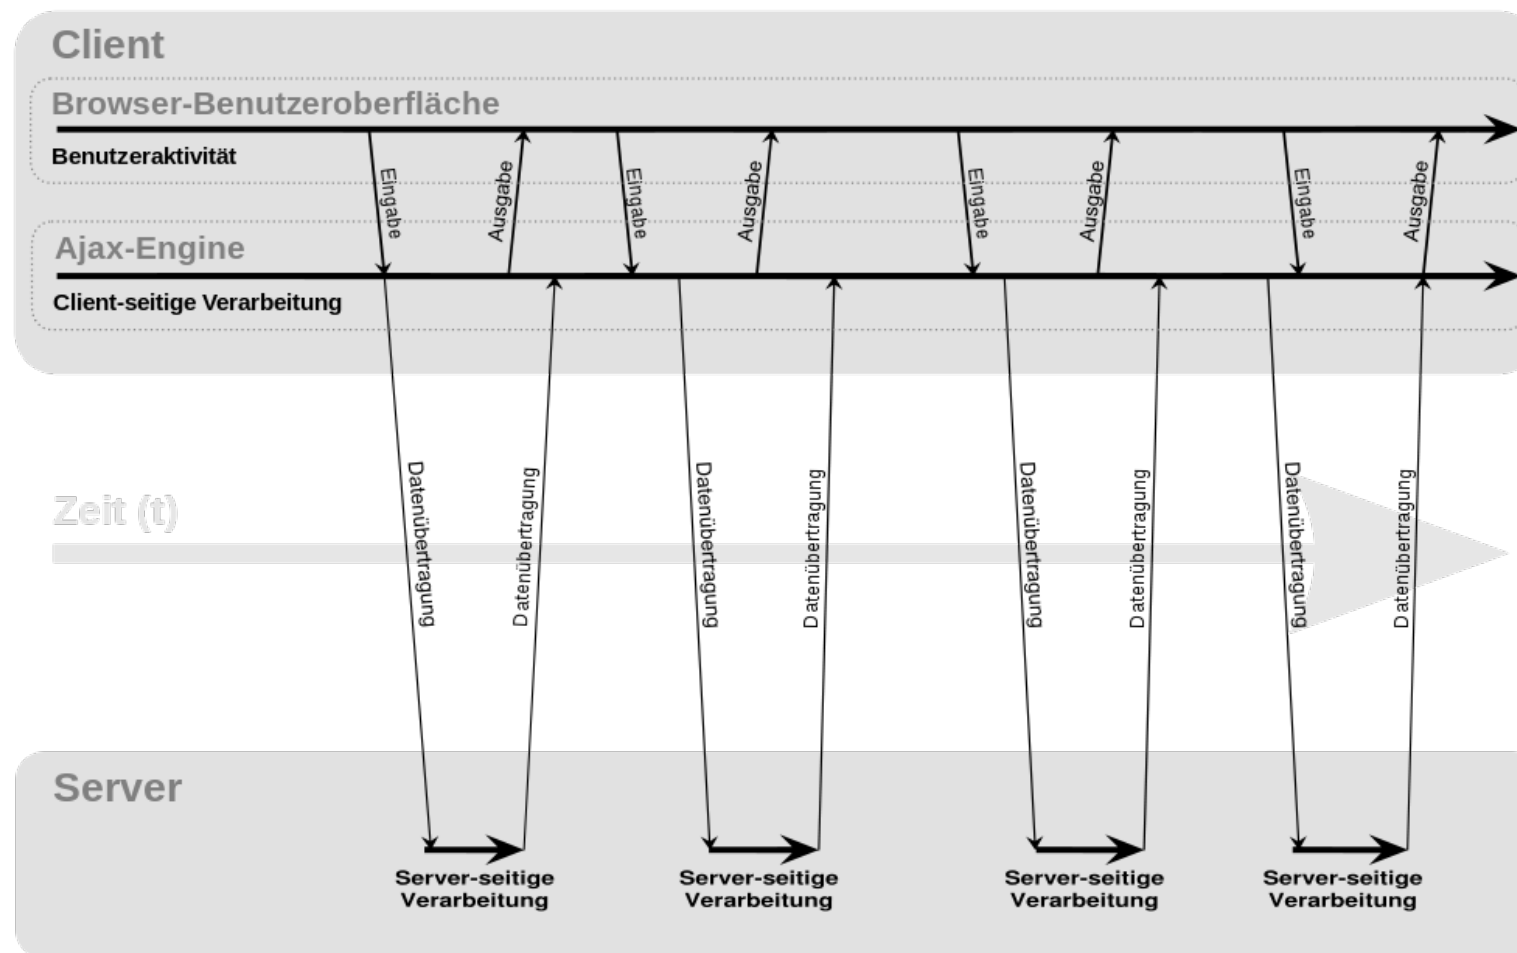 Client
Browser-Benutzeroberfläche
Benutzeraktivität
Eingabe
Ausgabe
Eingabe
Ausgabe
Eingabe
Ausgabe
Eingabe
Ausgabe
Ajax-Engine
Client-seitige Verarbeitung
Zeit (t)
Datenübertragung
Datenübertragung
Datenübertragung
Datenübertragung
Datenübertragung
Datenübertragung
Datenübertragung
Datenübertragung
Server
Server-seitige
Verarbeitung
Server-seitige
Verarbeitung
Server-seitige
Verarbeitung
Server-seitige
Verarbeitung